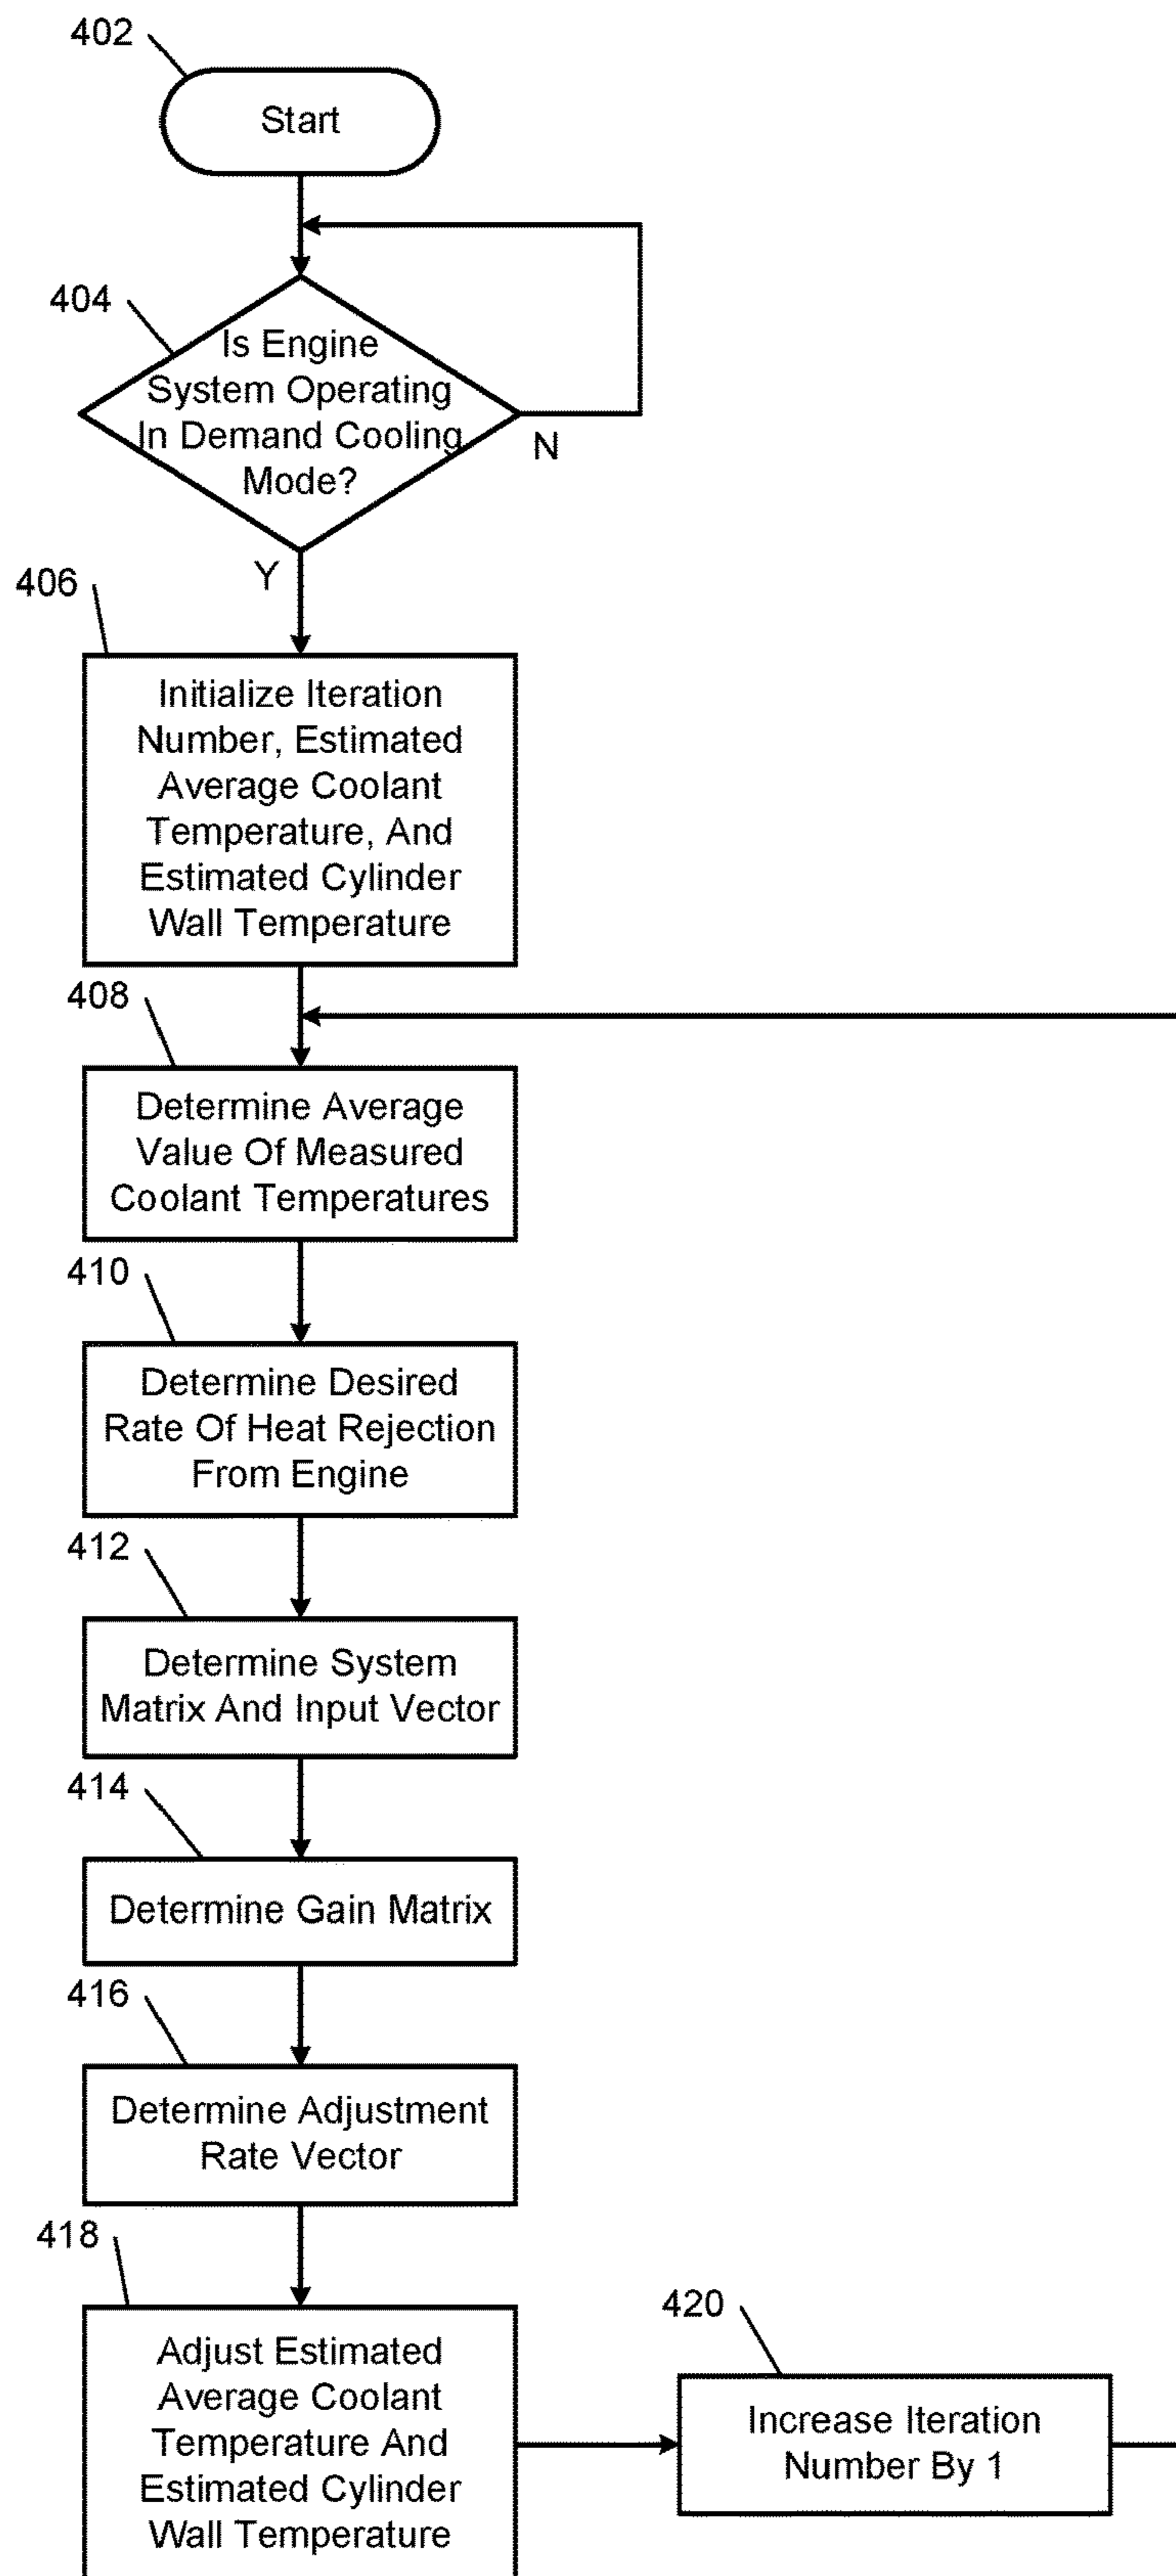 402
Start
404
Is Engine
System Operating
In Demand Cooling
Mode?
N
Y
406
Initialize Iteration
Number, Estimated
Average Coolant
Temperature, And
Estimated Cylinder
Wall Temperature
408
Determine Average
Value Of Measured
Coolant Temperatures
410
Determine Desired
Rate Of Heat Rejection
From Engine
412
Determine System
Matrix And Input Vector
414
Determine Gain Matrix
416
Determine Adjustment
Rate Vector
418
Adjust Estimated
Average Coolant
Temperature And
Estimated Cylinder
Wall Temperature
420
Increase Iteration
Number By 1